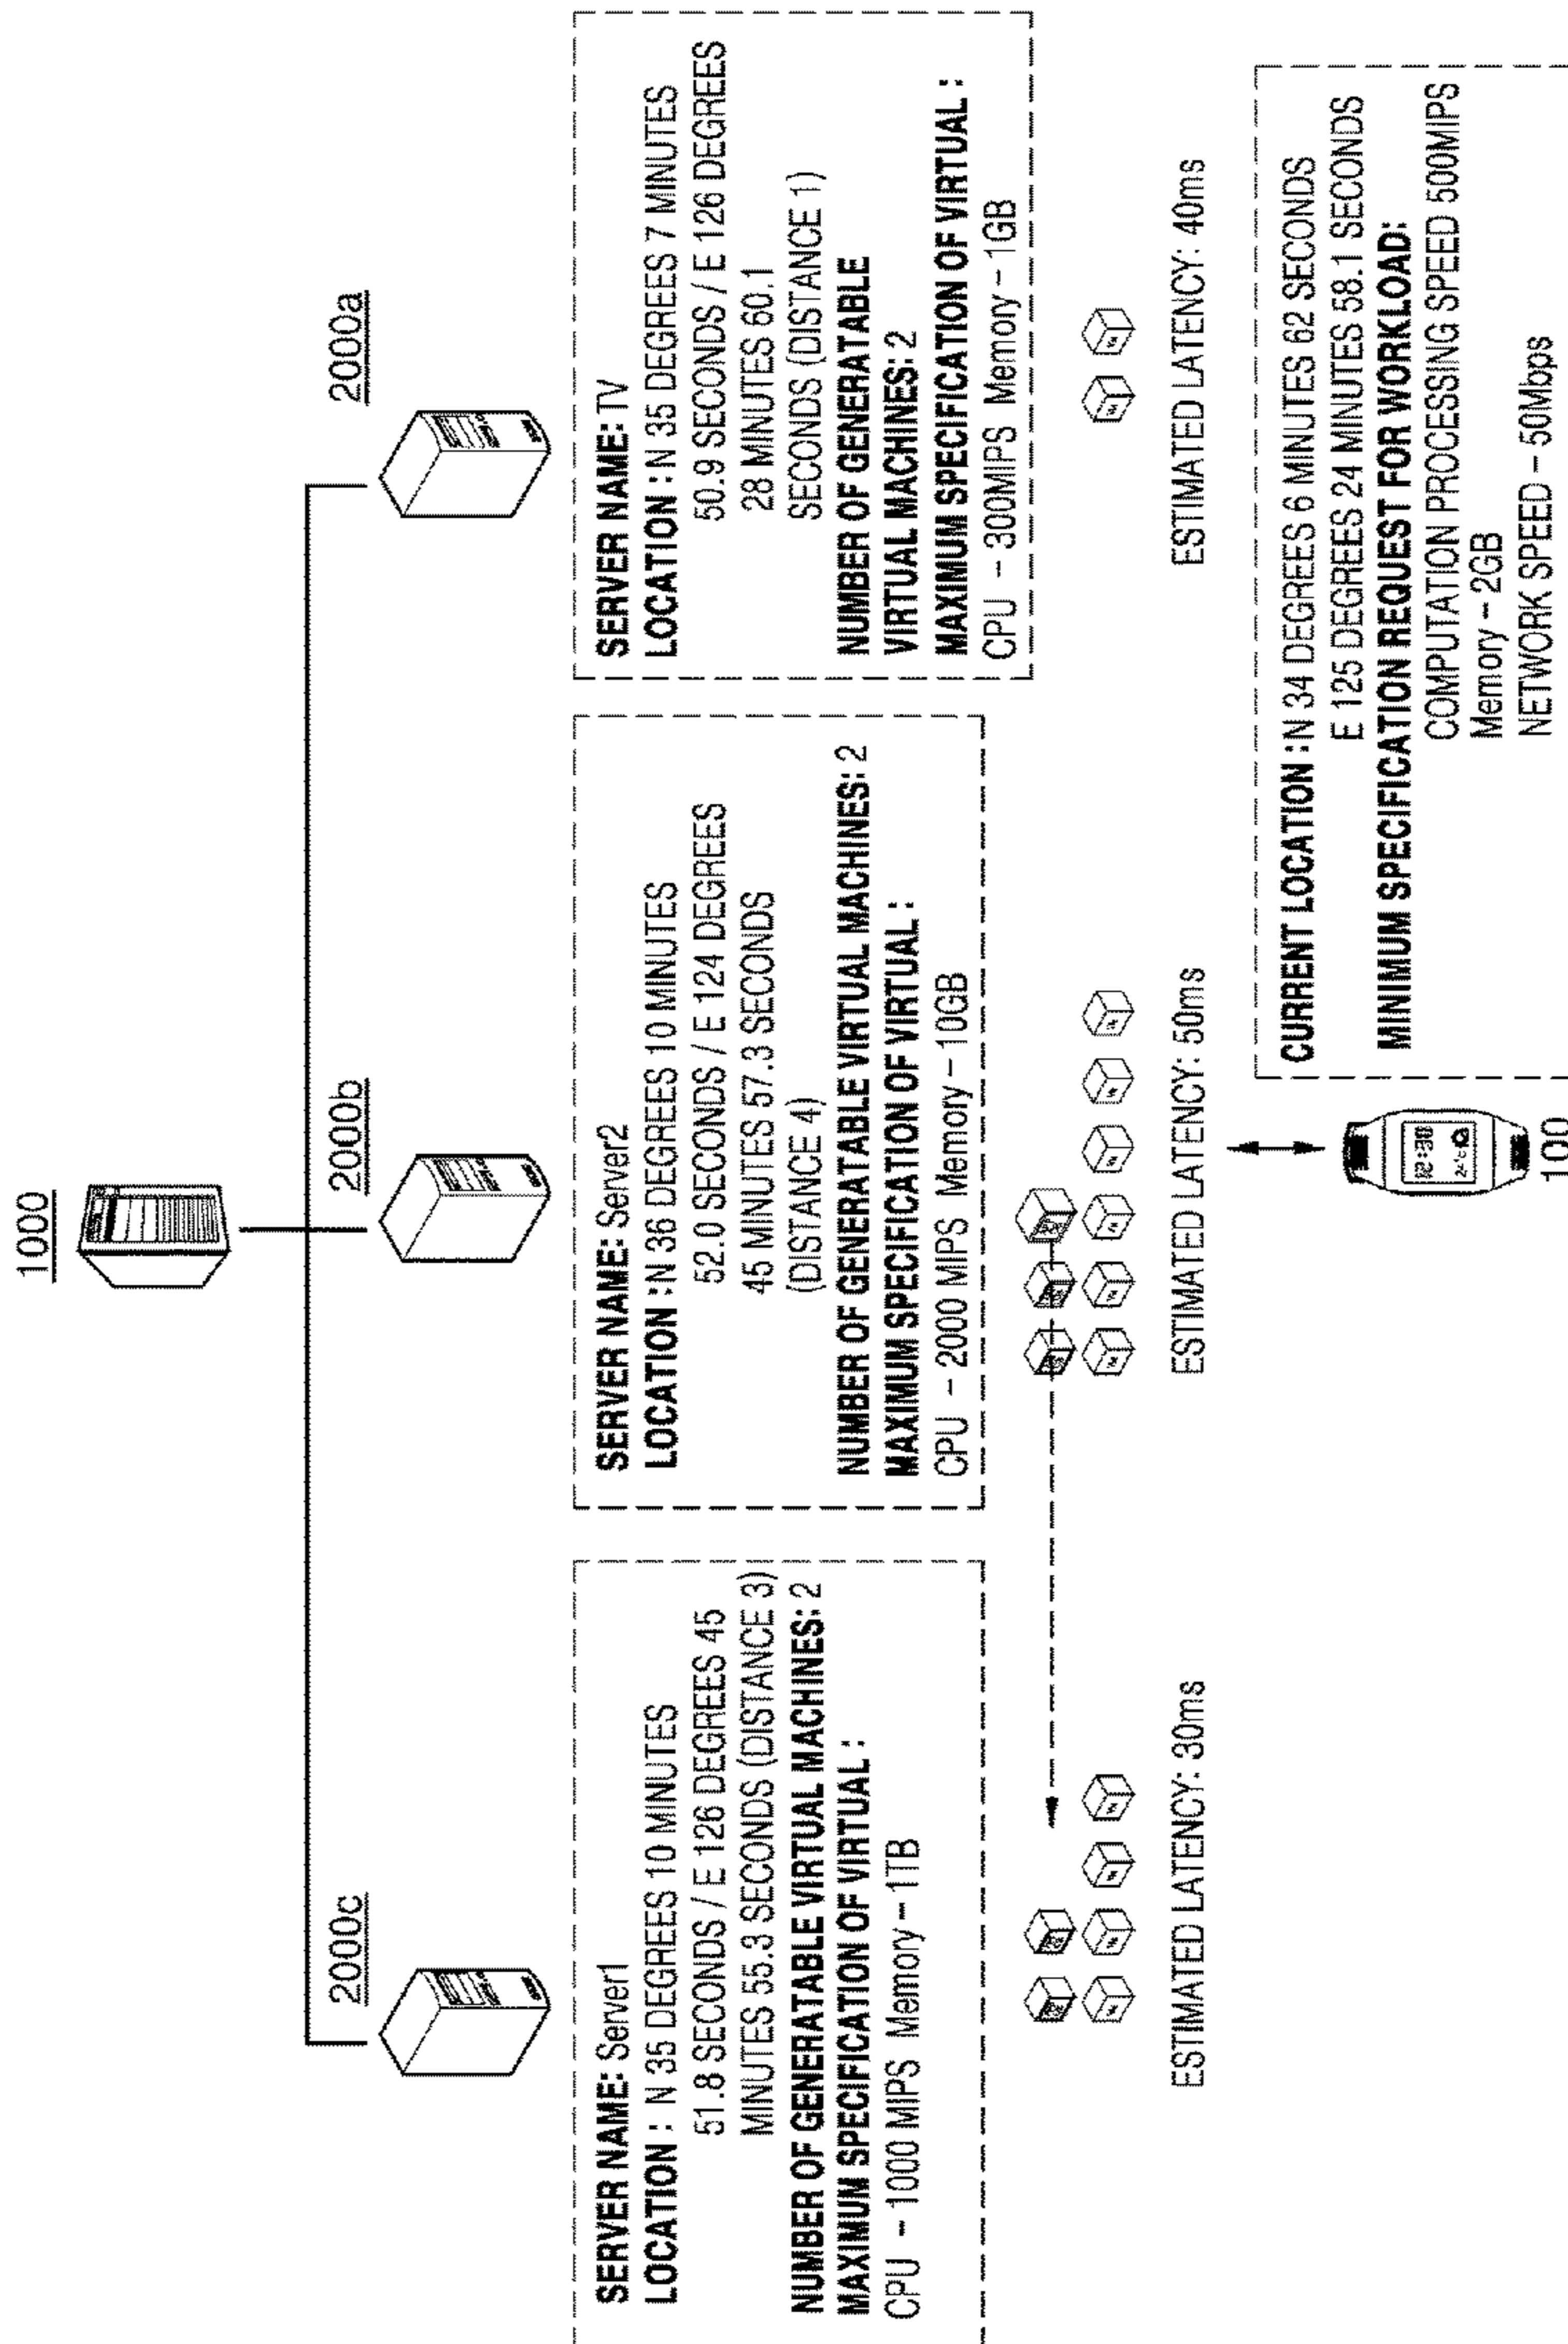 1000
2000c
2000b
2000a
SERVER NAME: Server1
LOCATION : N 35 DEGREES 10 MINUTES
51.8 SECONDS / E 126 DEGREES 45
MINUTES 55.3 SECONDS (DISTANCE 3)
NUMBER OF GENERATABLE VIRTUAL MACHINES: 2
MAXIMUM SPECIFICATION OF VIRTUAL :
CPU - 1000 MIPS Memory - 1TB
SERVER NAME: Server2
LOCATION : N 36 DEGREES 10 MINUTES
52.0 SECONDS / E 124 DEGREES
45 MINUTES 57.3 SECONDS
(DISTANCE 4)
NUMBER OF GENERATABLE VIRTUAL MACHINES: 2
MAXIMUM SPECIFICATION OF VIRTUAL :
CPU - 2000 MIPS Memory - 10GB
SERVER NAME: TV
LOCATION : N 35 DEGREES 7 MINUTES
50.9 SECONDS / E 126 DEGREES
28 MINUTES 60.1
SECONDS (DISTANCE 1)
NUMBER OF GENERATABLE
VIRTUAL MACHINES: 2
MAXIMUM SPECIFICATION OF VIRTUAL :
CPU - 300MIPS Memory - 1GB
ESTIMATED LATENCY: 30ms
ESTIMATED LATENCY: 50ms
ESTIMATED LATENCY: 40ms
100
CURRENT LOCATION : N 34 DEGREES 6 MINUTES 62 SECONDS
E 125 DEGREES 24 MINUTES 58.1 SECONDS
MINIMUM SPECIFICATION REQUEST FOR WORKLOAD:
COMPUTATION PROCESSING SPEED 500MIPS
Memory - 2GB
NETWORK SPEED - 50Mbps